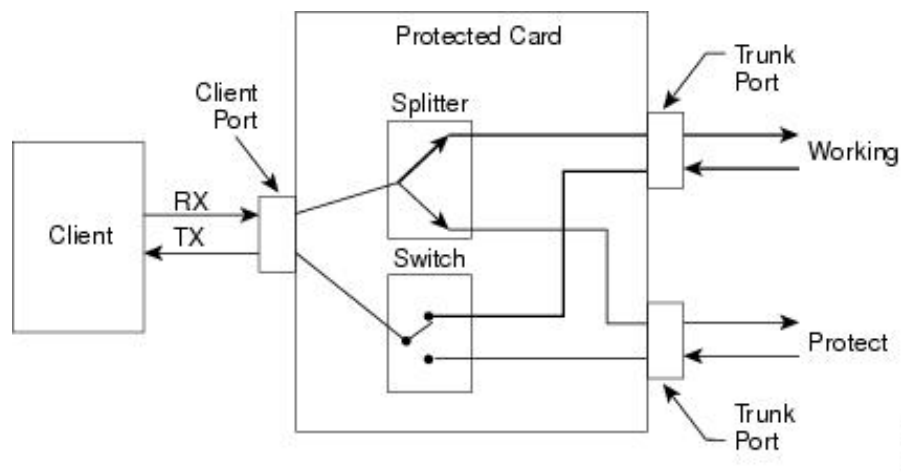 Protected Card
Trunk
Port
Client
Port
Splitter
Working
RX
Client
TX
Switch
Protect
Trunk
Port